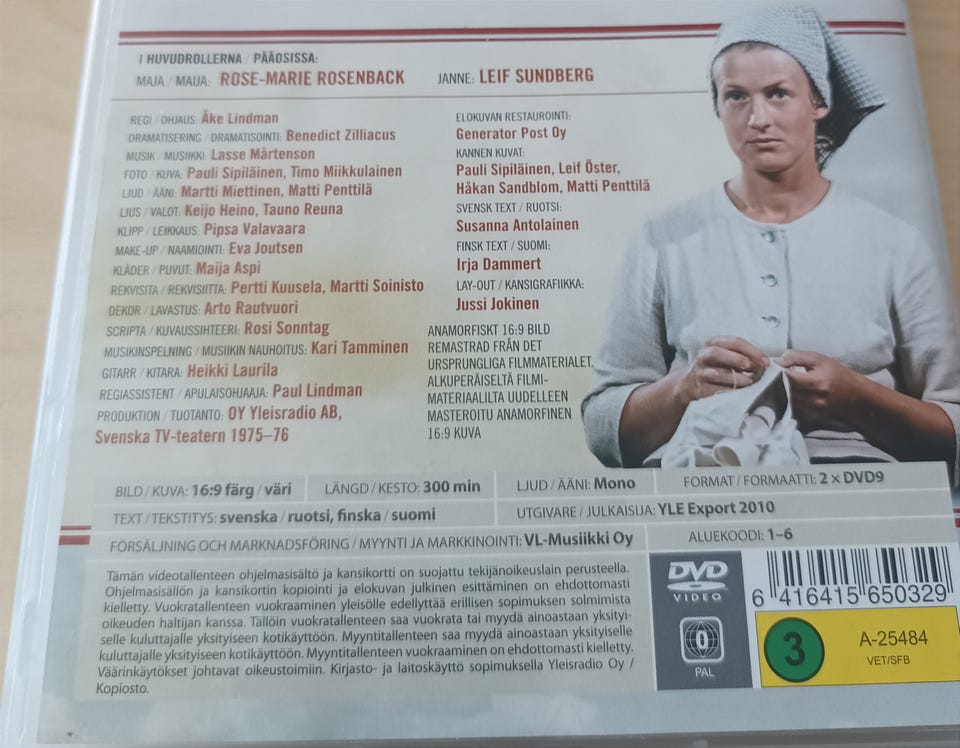 I HUVUDROLLERNA / PÄÄOSISSA:
MAJA / MAIJA: ROSE-MARIE ROSENBACK JANNE: LEIF SUNDBERG
REGI / OHJAUS: Åke Lindman
DRAMATISERING / DRAMATISOINTI: Benedict Zilliacus
MUSIK / MUSIIKKI: Lasse Mårtenson
FOTO / KUVA: Pauli Sipiläinen, Timo Miikkulainen
LJUD / ÄÄNI: Martti Miettinen, Matti Penttilä
LJUS / VALOT: Keijo Heino, Tauno Reuna
KLIPP / LEIKKAUS: Pipsa Valavaara
MAKE-UP / NAAMIOINTI: Eva Joutsen
KLÄDER / PUVUT: Maija Aspi
REKVISITA / REKVISIITTA: Pertti Kuusela, Martti Soinisto
DEKOR / LAVASTUS: Arto Rautvuori
SCRIPTA / KUVAUSSIHTEERI: Rosi Sonntag
MUSIKINSPELNING / MUSIIKIN NAUHOITUS: Kari Tamminen
GITARR / KITARA: Heikki Laurila
REGIASSISTENT / APULAISOHJAAJA: Paul Lindman
PRODUKTION / TUOTANTO: OY Yleisradio AB,
Svenska TV-teatern 1975–76
ELOKUVAN RESTAUROINTI:
Generator Post Oy
KANNEN KUVAT:
Pauli Sipiläinen, Leif Öster,
Håkan Sandblom, Matti Penttilä
SVENSK TEXT / RUOTSI:
Susanna Antolainen
FINSK TEXT / SUOMI:
Irja Dammert
LAY-OUT / KANSIGRAFIIKKA:
Jussi Jokinen
ANAMORFISKT 16:9 BILD
REMASTRAD FRÅN DET
URSPRUNGLIGA FILMMATERIALET.
ALKUPERÄISELTÄ FILMI-
MATERIAALILTA UUDELLEEN
MASTEROITU ANAMORFINEN
16:9 KUVA
BILD / KUVA: 16:9 färg / väri LÄNGD / KESTO: 300 min LJUD / ÄÄNI: Mono FORMAT / FORMAATTI: 2 x DVD9
TEXT / TEKSTITYS: svenska / ruotsi, finska / suomi UTGIVARE / JULKAISIJA: YLE Export 2010
FÖRSÄLJNING OCH MARKNADSFÖRING / MYYNTI JA MARKKINOINTI: VL-Musiikki Oy ALUEKOODI: 1–6
Tämän videotallenteen ohjelmasisältö ja kansikortti on suojattu tekijänoikeuslain perusteella.
Ohjelmasisällön ja kansikortin kopiointi ja elokuvan julkinen esittäminen on ehdottomasti
kielletty. Vuokratallenteen vuokraaminen yleisölle edellyttää erillisen sopimuksen solmimista
oikeuden haltijan kanssa. Tällöin vuokratallenteen saa vuokrata tai myydä ainoastaan yksityi-
selle kuluttajalle yksityiseen kotikäyttöön. Myyntitallenteen saa myydä ainoastaan yksityiselle
kuluttajalle yksityiseen kotikäyttöön. Myyntitallenteen vuokraaminen on ehdottomasti kielletty.
Väärinkäytökset johtavat oikeustoimiin. Kirjasto- ja laitoskäyttö sopimuksella Yleisradio Oy /
Kopiosto.
DVD
VIDEO
0
PAL
6 416415 650329
3
A-25484
VET/SFB